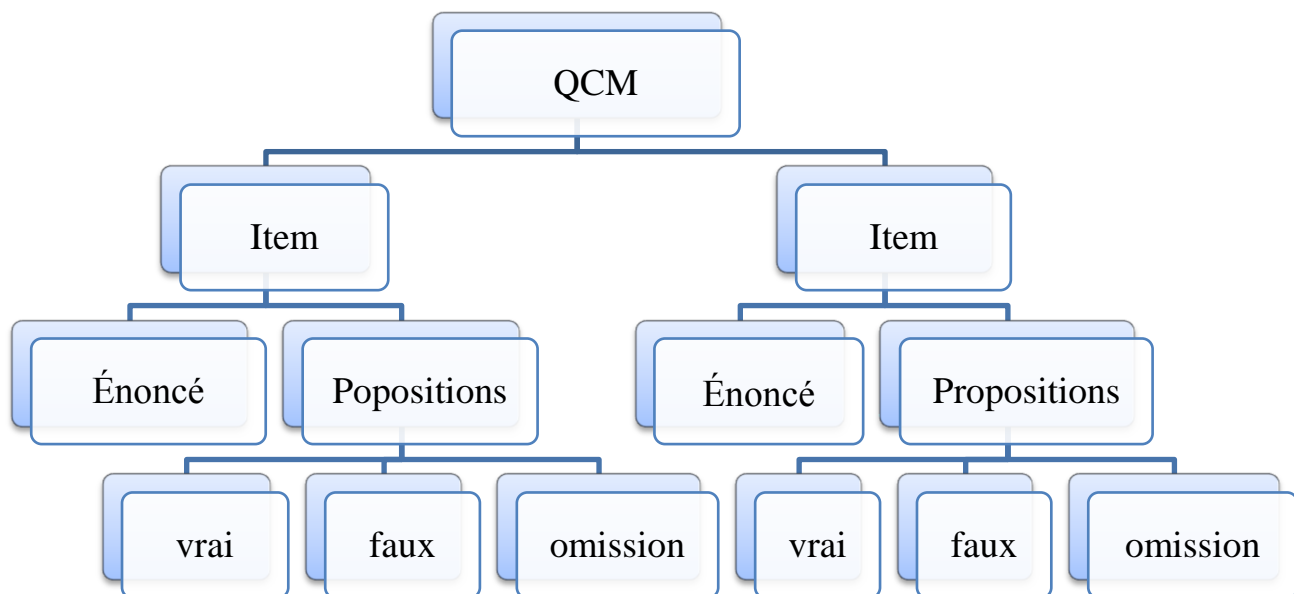 QCM
Item
Item
Énoncé
Popositions
Énoncé
Propositions
vrai
faux
omission
vrai
faux
omission